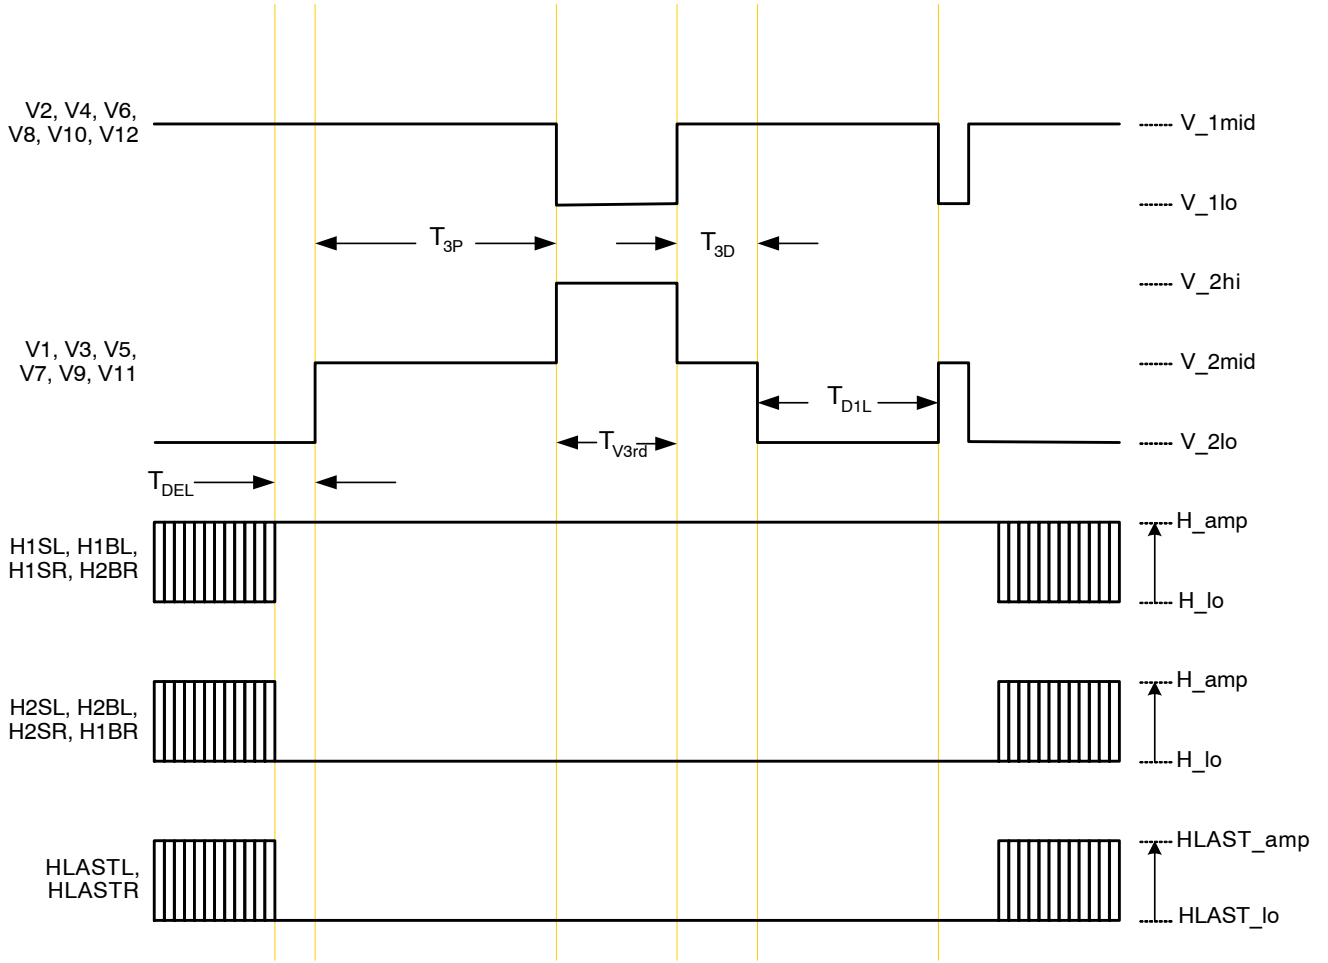 V2, V4, V6,
V8, V10, V12
V_1mid
V_1lo
T3P
T3D
V_2hi
V1, V3, V5,
V7, V9, V11
V_2mid
TD1L
TV3rd
V_2lo
TDEL
H1SL, H1BL,
H1SR, H2BR
H_amp
H_lo
H2SL, H2BL,
H2SR, H1BR
H_amp
H_lo
HLASTL,
HLASTR
HLAST_amp
HLAST_lo